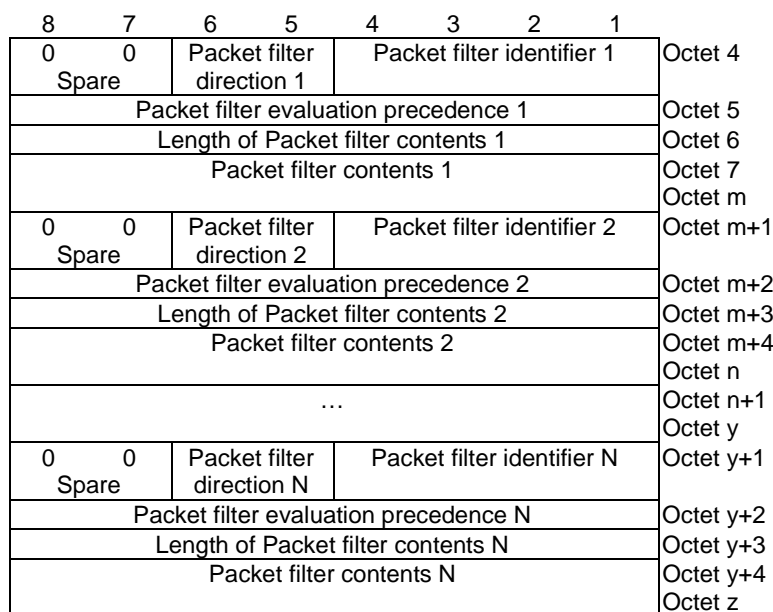 8 7 6 5 4 3 2 1
0 0 Packet filter Packet filter identifier 1 Octet 4
Spare direction 1
Packet filter evaluation precedence 1 Octet 5
Length of Packet filter contents 1 Octet 6
Packet filter contents 1 Octet 7
Octet m
0 0 Packet filter Packet filter identifier 2 Octet m+1
Spare direction 2
Packet filter evaluation precedence 2 Octet m+2
Length of Packet filter contents 2 Octet m+3
Packet filter contents 2 Octet m+4
Octet n
… Octet n+1
Octet y
0 0 Packet filter Packet filter identifier N Octet y+1
Spare direction N
Packet filter evaluation precedence N Octet y+2
Length of Packet filter contents N Octet y+3
Packet filter contents N Octet y+4
Octet z